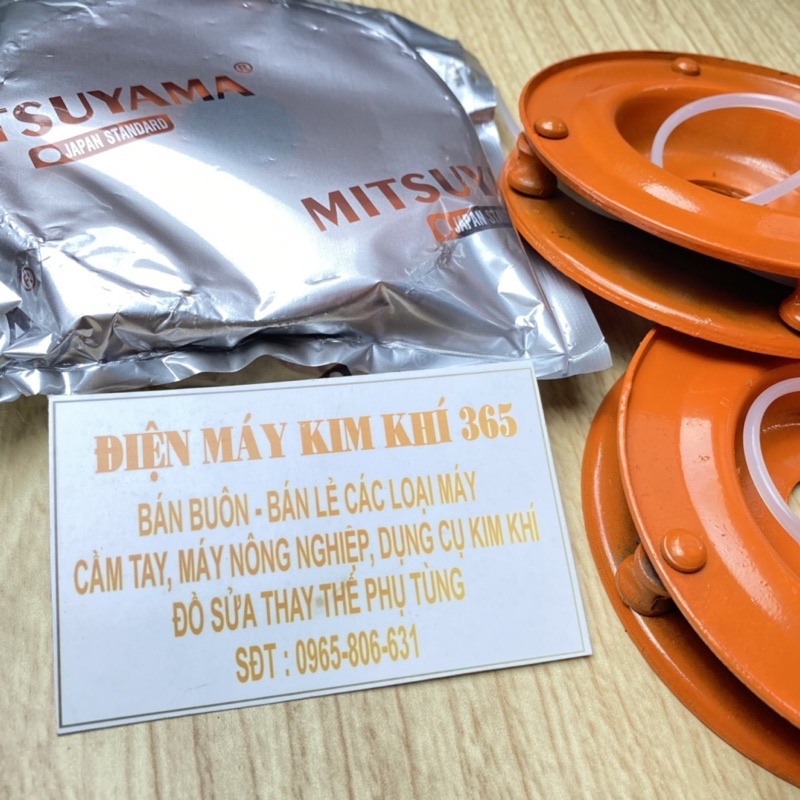 TSUYAMA®
JAPAN STANDARD
MITSUY
JAPAN STAN
®
ĐIỆN MÁY KIM KHÍ 365
BÁN BUÔN - BÁN LẺ CÁC LOẠI MÁY
CẦM TAY, MÁY NÔNG NGHIỆP, DỤNG CỤ KIM KHÍ
ĐỒ SỬA THAY THẾ PHỤ TÙNG
SĐT : 0965-806-631